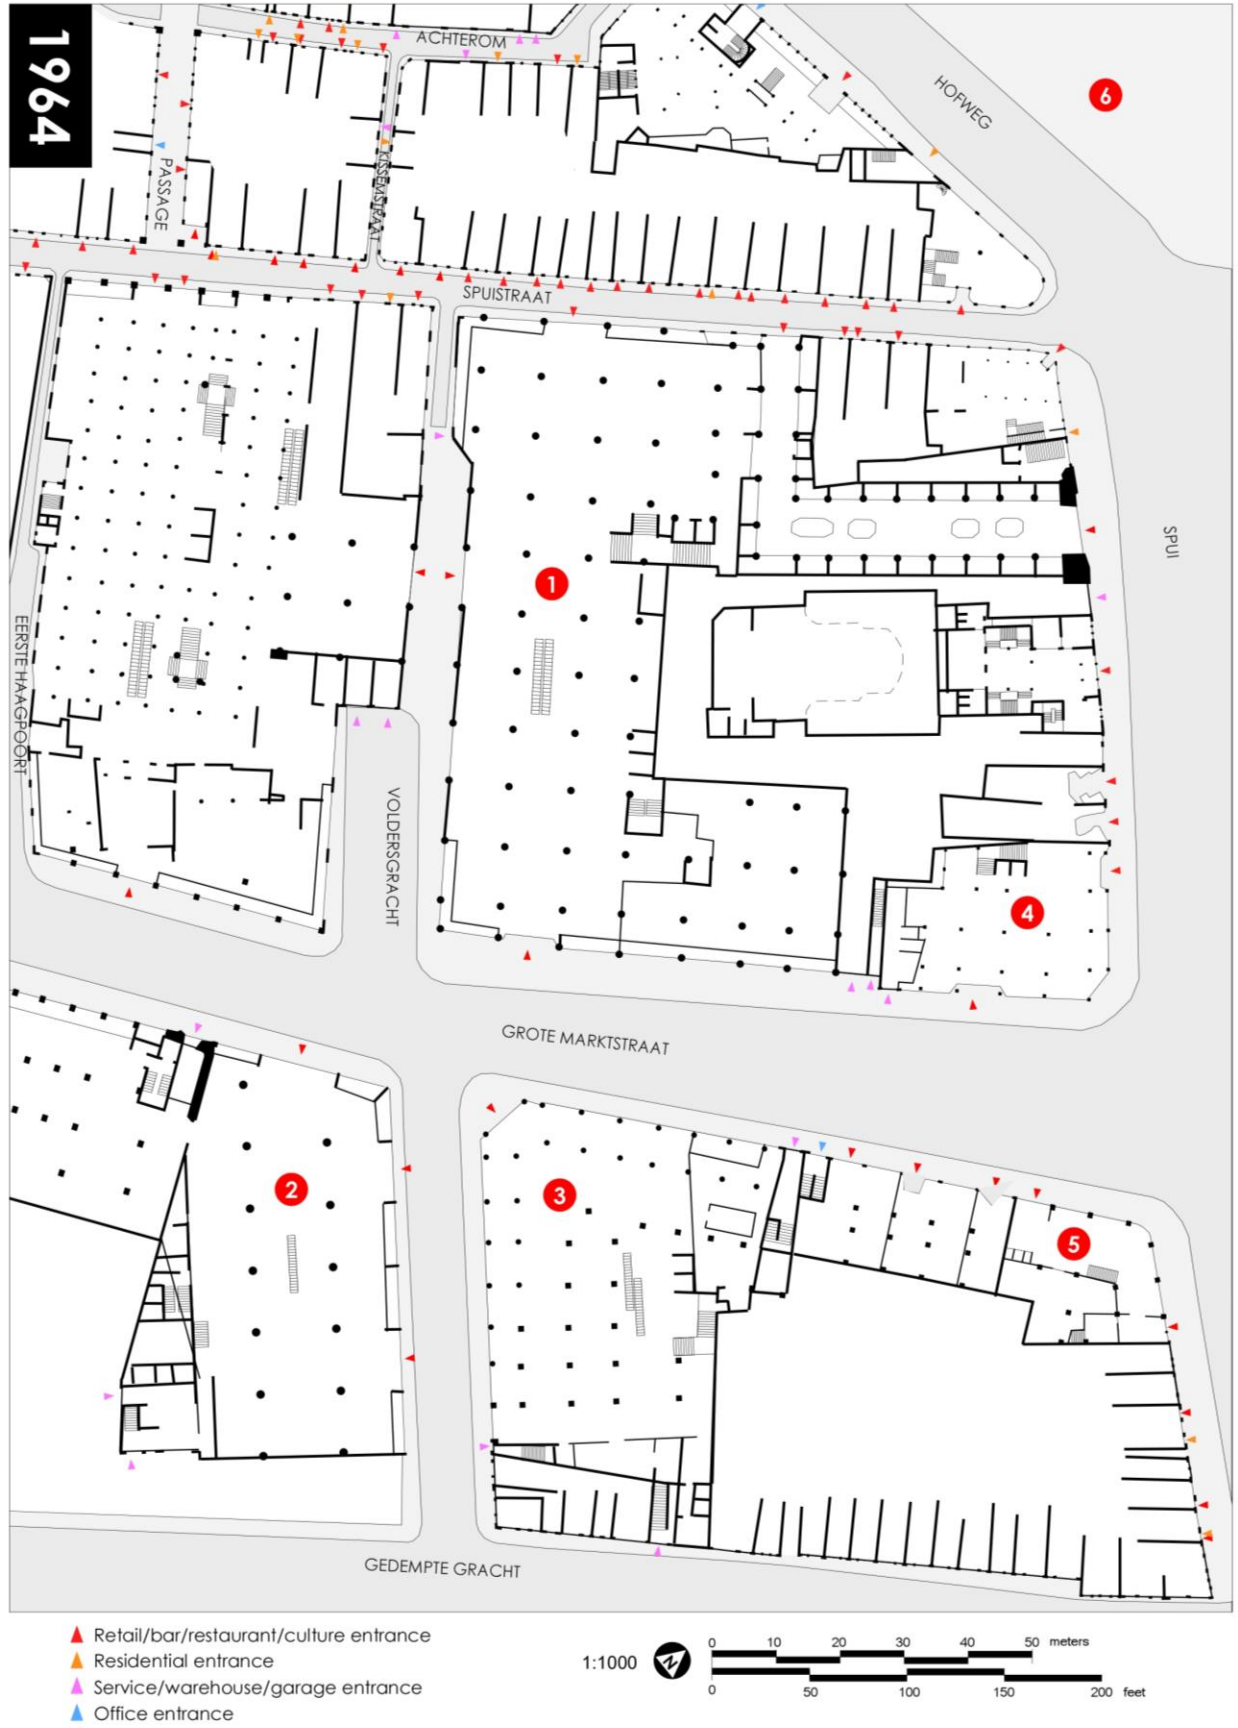 1964
ACHTEROM
HOFWEG
6
PASSAGE
KISSEMSTRAAT
SPUISTRAAT
SPUI
1
EERSTE HAAGPOORT
VOLDERSGRACHT
4
GROTE MARKTSTRAAT
2
3
5
GEDEMPTE GRACHT
Retail/bar/restaurant/culture entrance
Residential entrance
Service/warehouse/garage entrance
Office entrance
1:1000
N
0 10 20 30 40 50 meters
0 50 100 150 200 feet